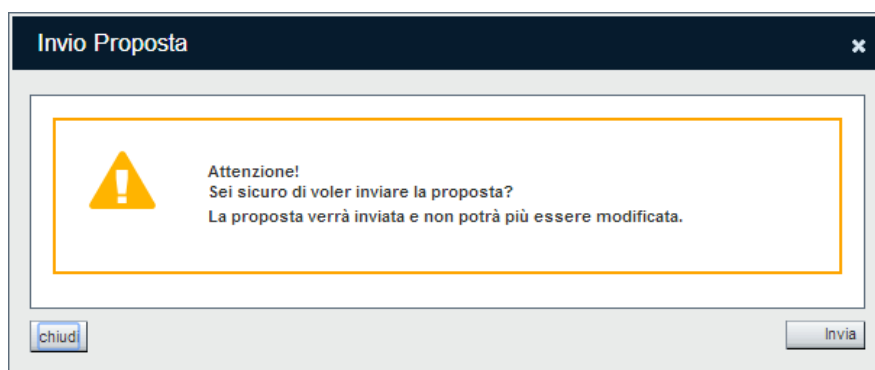 Invio Proposta
Attenzione!
Sei sicuro di voler inviare la proposta?
La proposta verrà inviata e non potrà più essere modificata.
chiudi
Invia